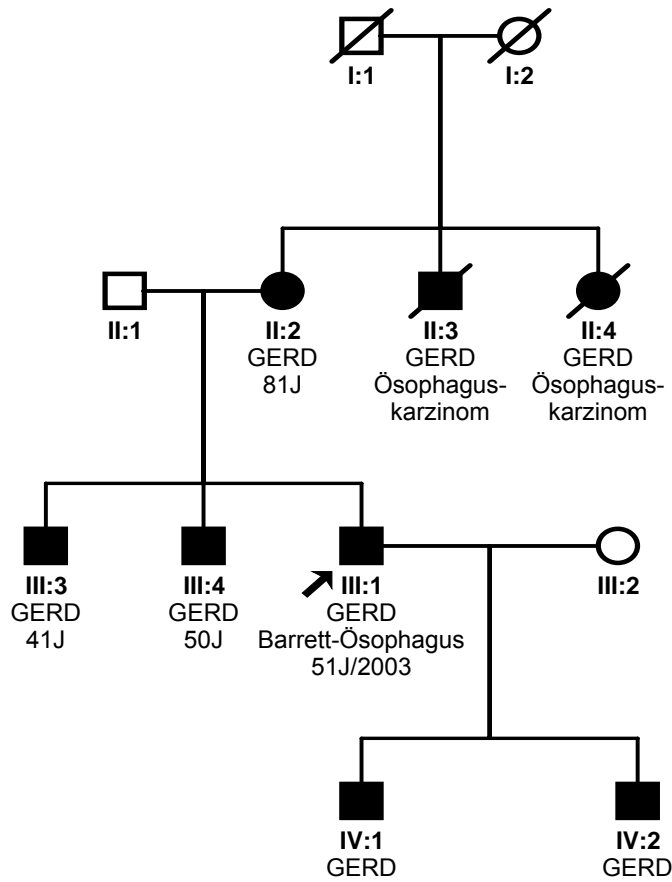 I:1
I:2
II:1
II:2
GERD
81J
II:3
GERD
Ösophagus-
karzinom
II:4
GERD
Ösophagus-
karzinom
III:3
GERD
41J
III:4
GERD
50J
III:1
GERD
Barrett-Ösophagus
51J/2003
III:2
IV:1
GERD
IV:2
GERD